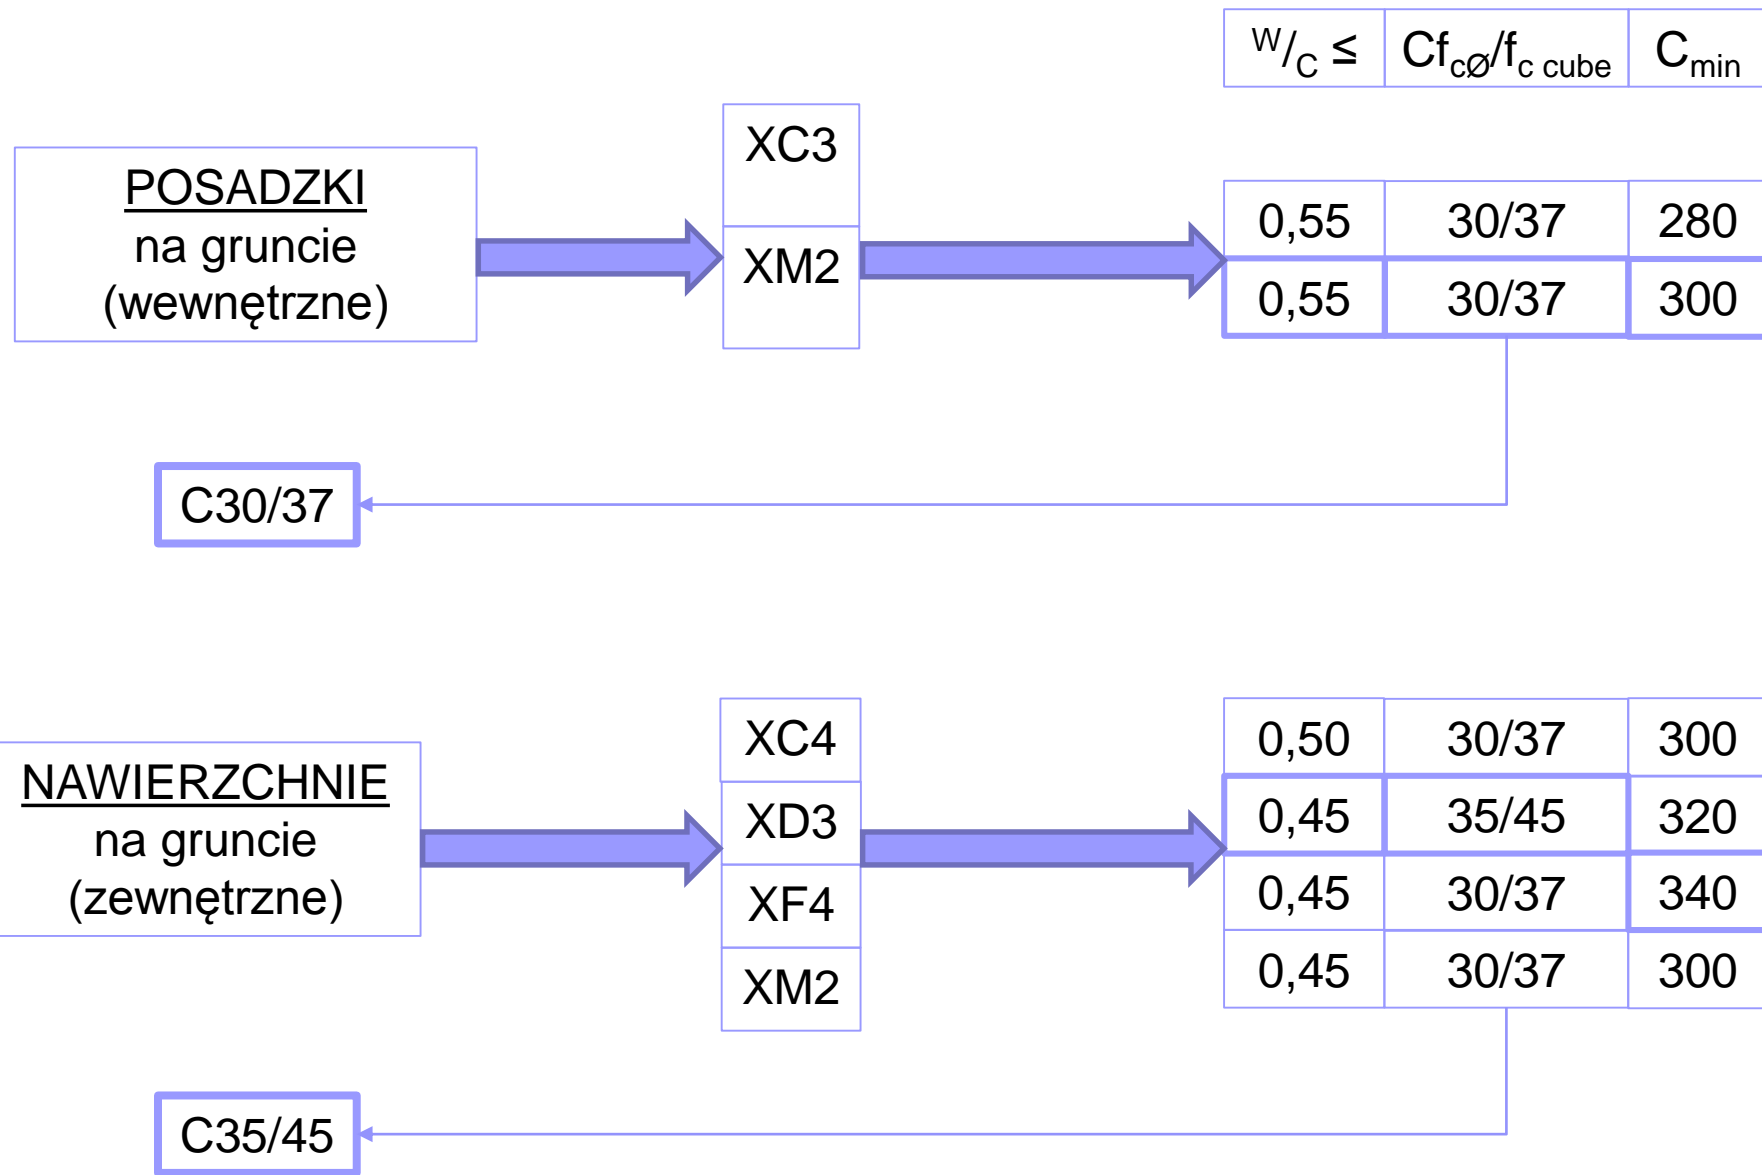 W/C ≤ Cfc∅/fc cube Cmin
POSADZKI
na gruncie
(wewnętrzne)
XC3
XM2
0,55 30/37 280
0,55 30/37 300
C30/37
NAWIERZCHNIE
na gruncie
(zewnętrzne)
XC4
XD3
XF4
XM2
0,50 30/37 300
0,45 35/45 320
0,45 30/37 340
0,45 30/37 300
C35/45